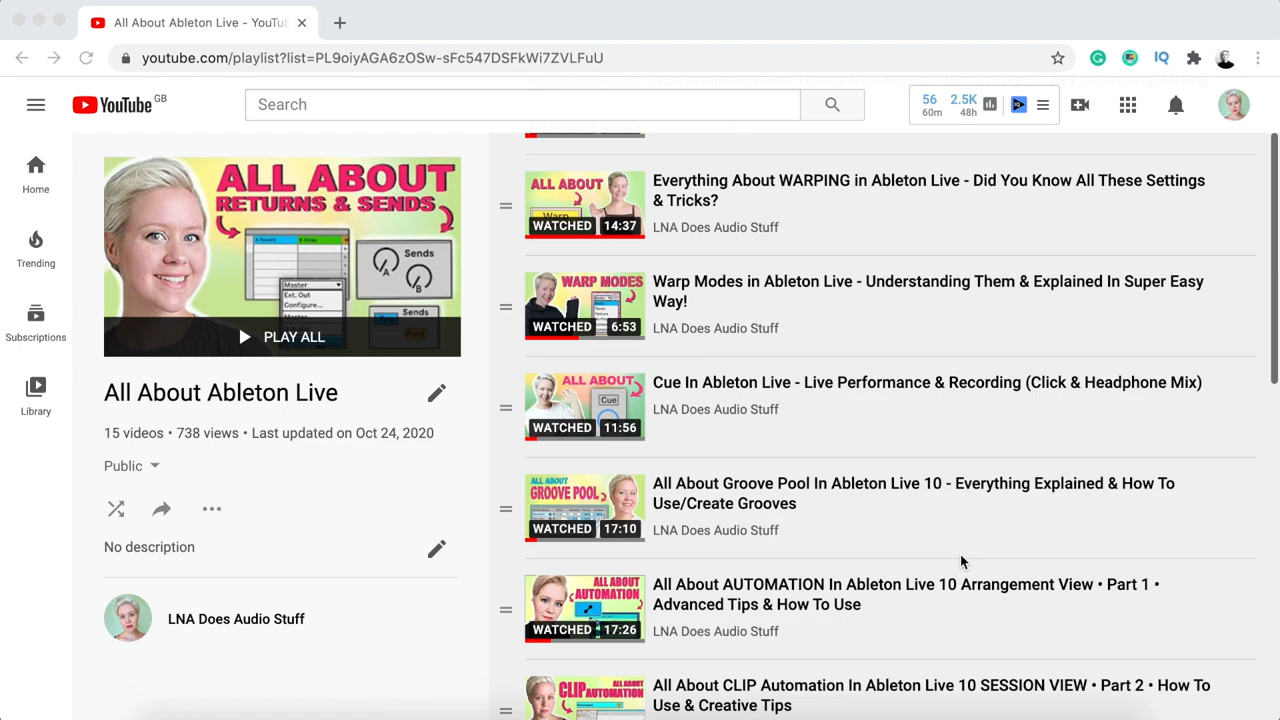 All About Ableton Live - YouTub
youtube.com/playlist?list=PL9oiyAGA6zOSw-sFc547DSFkWi7ZVLFuU
YouTube GB
Search
56
60m
2.5K
48h
Home
Trending
Subscriptions
Library
ALL ABOUT
RETURNS & SENDS
A Reverb
B Delay
Master
Ext. Out
Configure...
Master
Sends
A
B
Sends
Post
PLAY ALL
All About Ableton Live
15 videos • 738 views • Last updated on Oct 24, 2020
Public
No description
LNA Does Audio Stuff
ALL ABOUT
Warp
WATCHED 14:37
Everything About WARPING in Ableton Live - Did You Know All These Settings
& Tricks?
LNA Does Audio Stuff
WARP MODES
WATCHED 6:53
Warp Modes in Ableton Live - Understanding Them & Explained In Super Easy
Way!
LNA Does Audio Stuff
ALL ABOUT
Cue
WATCHED 11:56
Cue In Ableton Live - Live Performance & Recording (Click & Headphone Mix)
LNA Does Audio Stuff
ALL ABOUT
GROOVE POOL
WATCHED 17:10
All About Groove Pool In Ableton Live 10 - Everything Explained & How To
Use/Create Grooves
LNA Does Audio Stuff
ALL ABOUT
AUTOMATION
WATCHED 17:26
All About AUTOMATION In Ableton Live 10 Arrangement View • Part 1 •
Advanced Tips & How To Use
LNA Does Audio Stuff
ALL ABOUT
CLIP AUTOMATION
All About CLIP Automation In Ableton Live 10 SESSION VIEW • Part 2 • How To
Use & Creative Tips